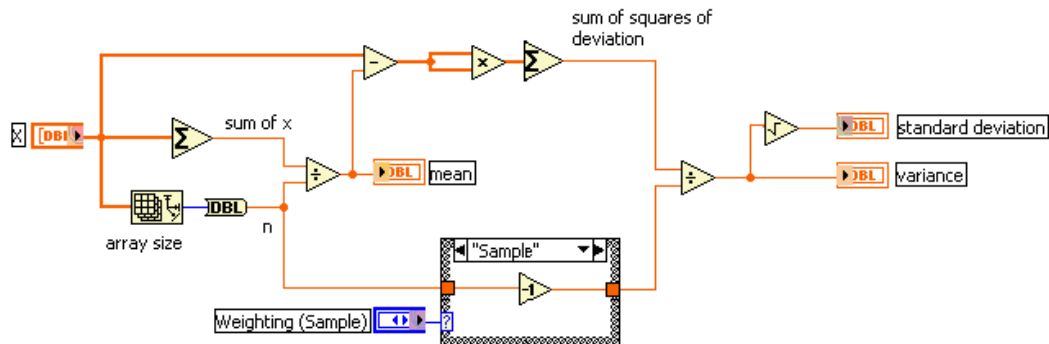 sum of squares of
deviation
X
[DBL
sum of x
DBL
mean
DBL
standard deviation
DBL
variance
array size
DBL
n
"Sample"
-1
Weighting (Sample)
?